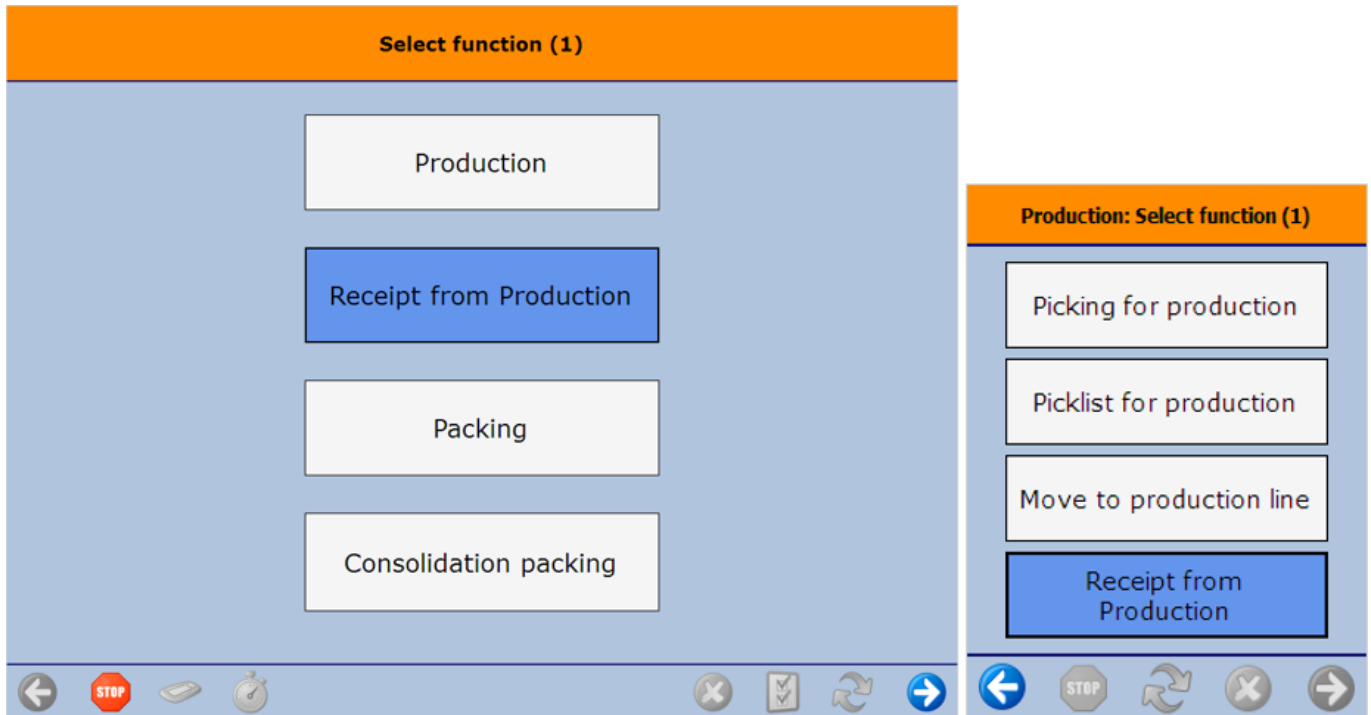 Select function (1)
Production
Receipt from Production
Packing
Consolidation packing
STOP
Production: Select function (1)
Picking for production
Picklist for production
Move to production line
Receipt from
Production
STOP